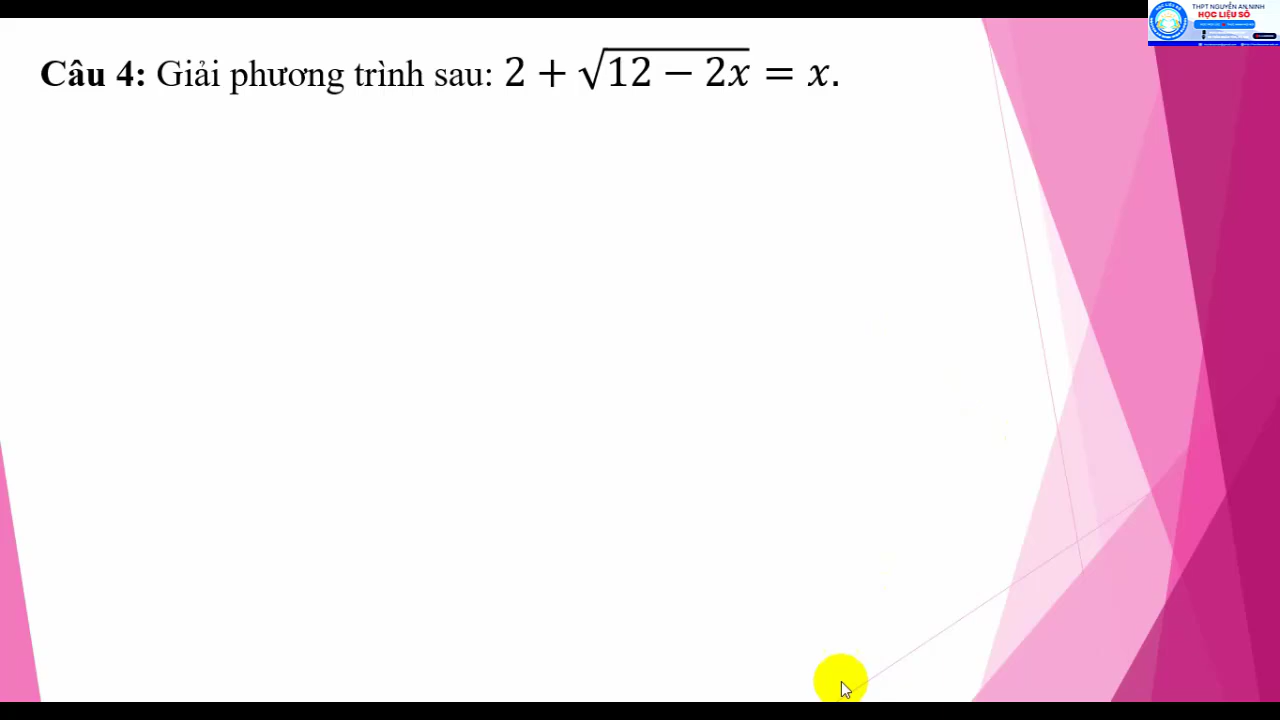 THPT NGUYỄN AN NINH
HỌC LIỆU SỐ
Câu 4: Giải phương trình sau: 2 + √(12 − 2x) = x.